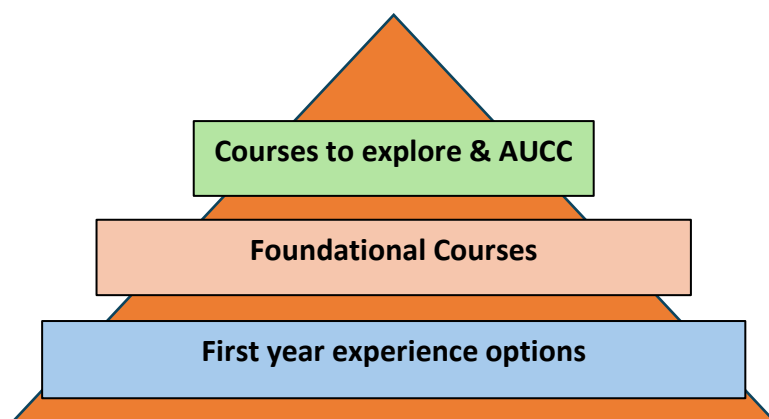 Courses to explore & AUCC
Foundational Courses
First year experience options